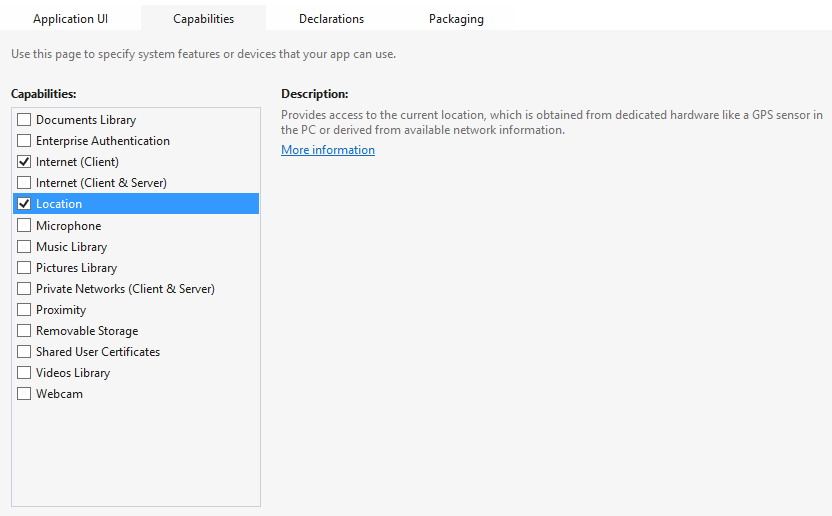 Application UI
Capabilities
Declarations
Packaging
Use this page to specify system features or devices that your app can use.
Capabilities:
Documents Library
Enterprise Authentication
Internet (Client)
Internet (Client & Server)
Location
Microphone
Music Library
Pictures Library
Private Networks (Client & Server)
Proximity
Removable Storage
Shared User Certificates
Videos Library
Webcam
Description:
Provides access to the current location, which is obtained from dedicated hardware like a GPS sensor in
the PC or derived from available network information.
More information